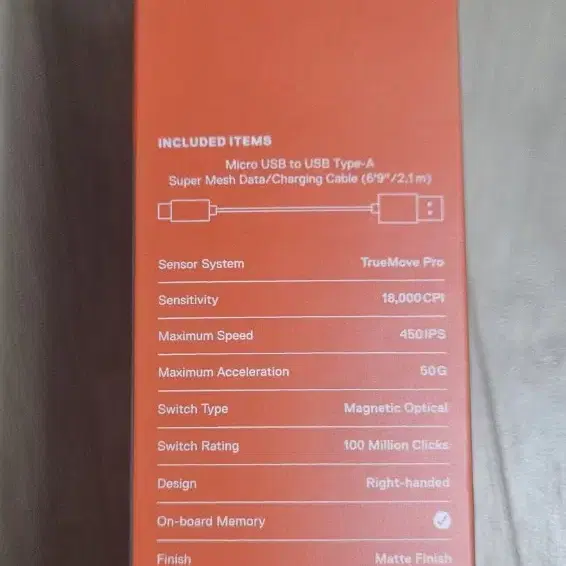 INCLUDED ITEMS
Micro USB to USB Type-A
Super Mesh Data/Charging Cable (6'9"/2.1m)
Sensor System TrueMove Pro
Sensitivity 18,000CPI
Maximum Speed 450IPS
Maximum Acceleration 50G
Switch Type Magnetic Optical
Switch Rating 100 Million Clicks
Design Right-handed
On-board Memory
Finish Matte Finish